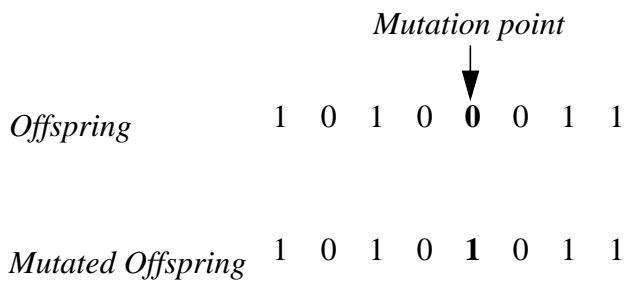 Mutation point
Offspring 1 0 1 0 0 0 1 1
Mutated Offspring 1 0 1 0 1 0 1 1